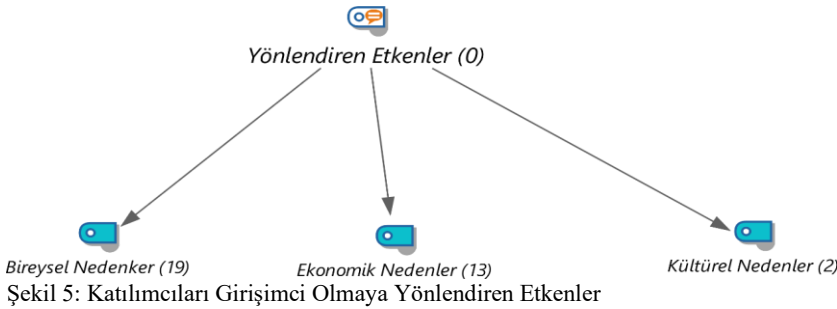 Yönlendiren Etkenler (0)
Bireysel Nedenker (19)
Ekonomik Nedenler (13)
Kültürel Nedenler (2)
Şekil 5: Katılımcıları Girişimci Olmaya Yönlendiren Etkenler